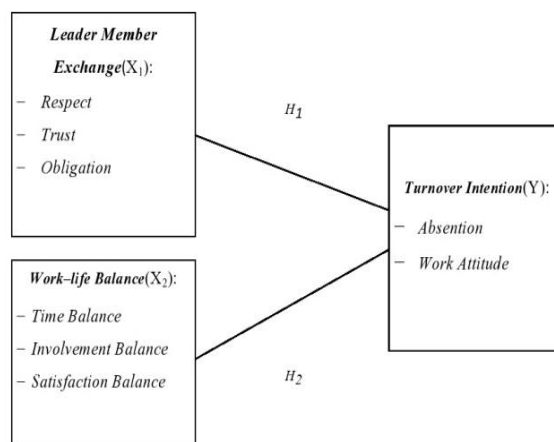 Leader Member
Exchange(X1):
– Respect
– Trust
– Obligation
H1
Turnover Intention(Y):
– Absention
– Work Attitude
Work–life Balance(X2):
– Time Balance
– Involvement Balance
– Satisfaction Balance
H2